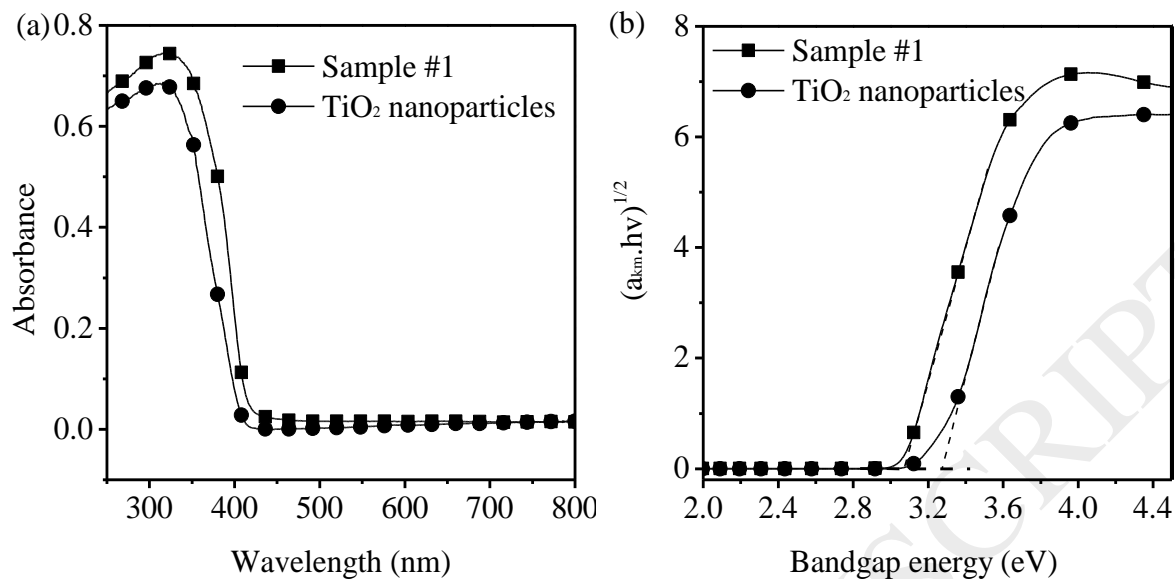 (a)
Sample #1
TiO₂ nanoparticles
0.8
0.6
0.4
0.2
0.0
Absorbance
300 400 500 600 700 800
Wavelength (nm)
(b)
Sample #1
TiO₂ nanoparticles
8
6
4
2
0
(aₖₘ.hv)^1/2
2.0 2.4 2.8 3.2 3.6 4.0 4.4
Bandgap energy (eV)
SCRIPT